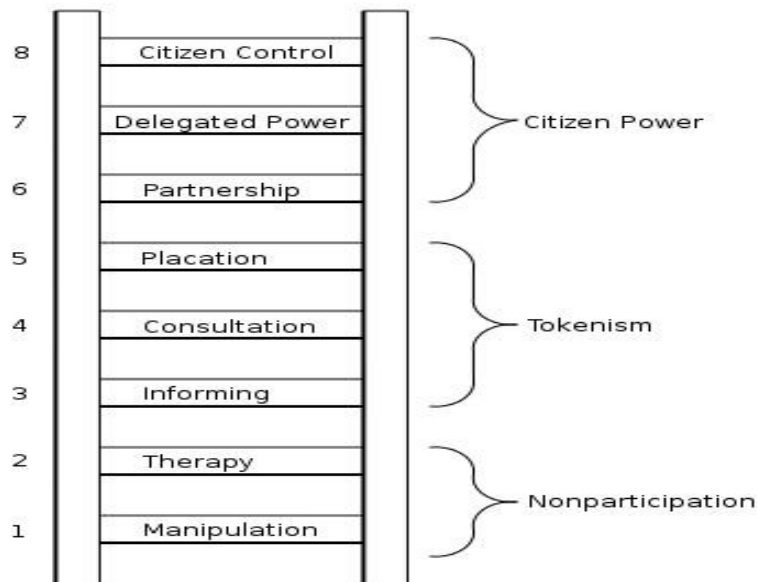 8 Citizen Control
7 Delegated Power
Citizen Power
6 Partnership
5 Placation
4 Consultation
Tokenism
3 Informing
2 Therapy
Nonparticipation
1 Manipulation